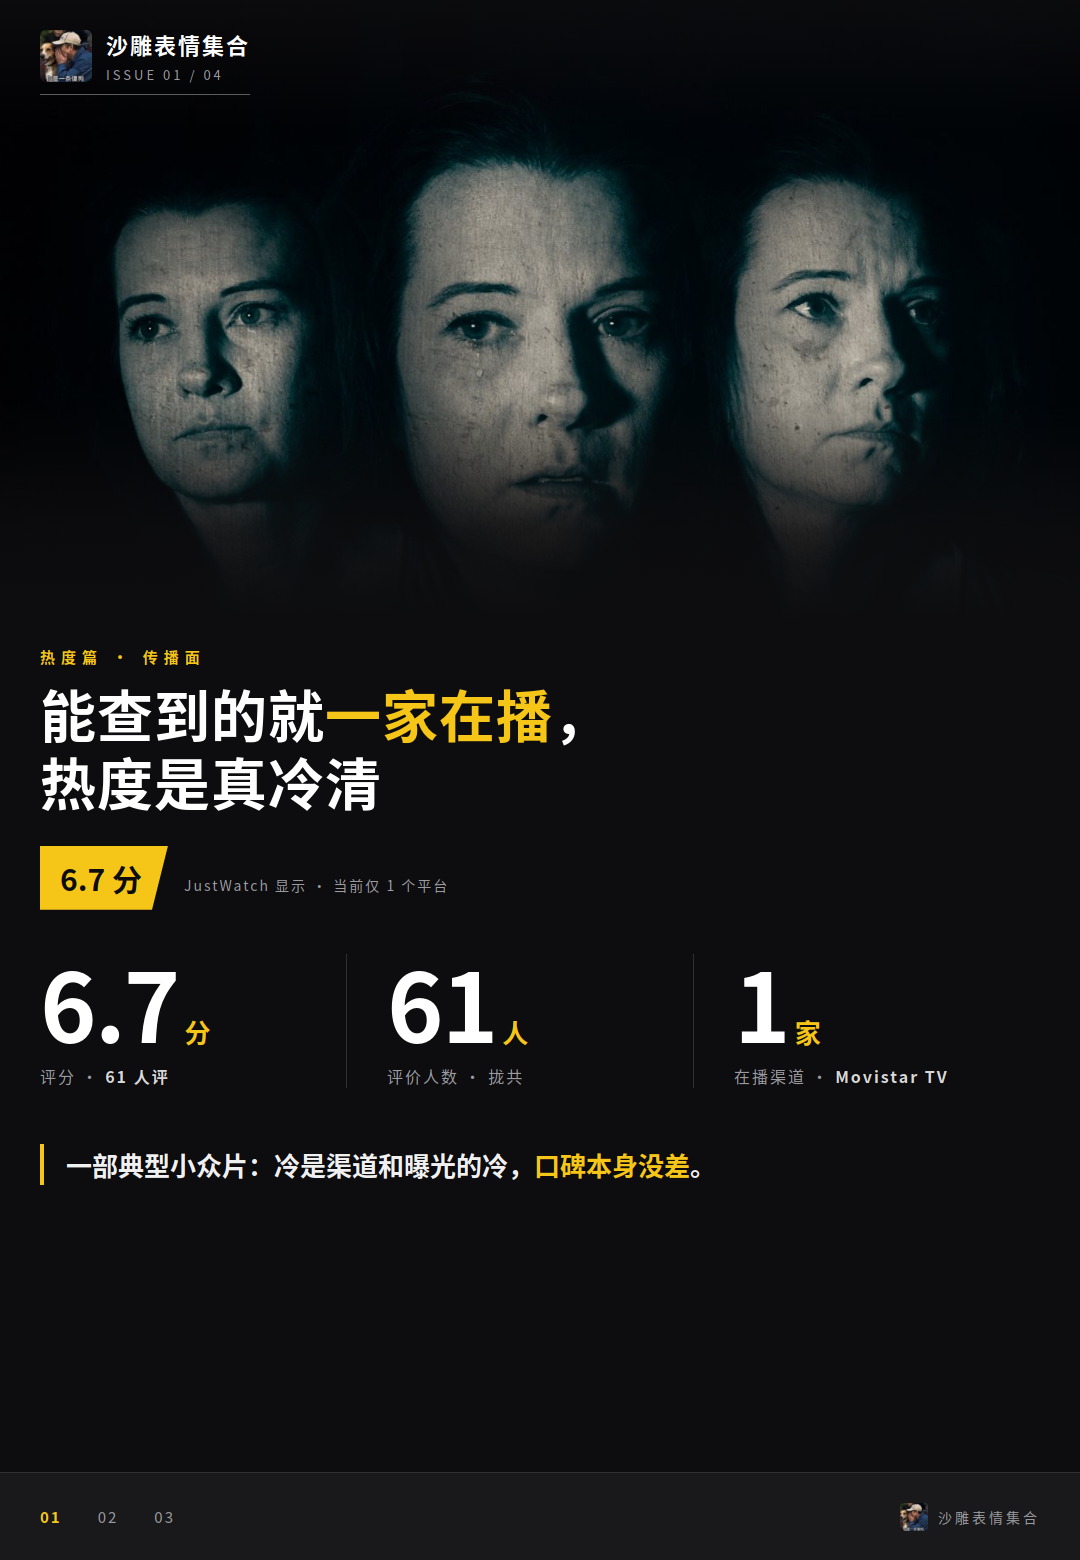 沙雕表情集合
ISSUE 01 / 04
热度篇 · 传播面
能查到的就一家在播，
热度是真冷清
6.7 分
JustWatch 显示 · 当前仅 1 个平台
6.7 分
评分 · 61 人评
61 人
评价人数 · 拢共
1 家
在播渠道 · Movistar TV
一部典型小众片：冷是渠道和曝光的冷，口碑本身没差。
01 02 03
沙雕表情集合